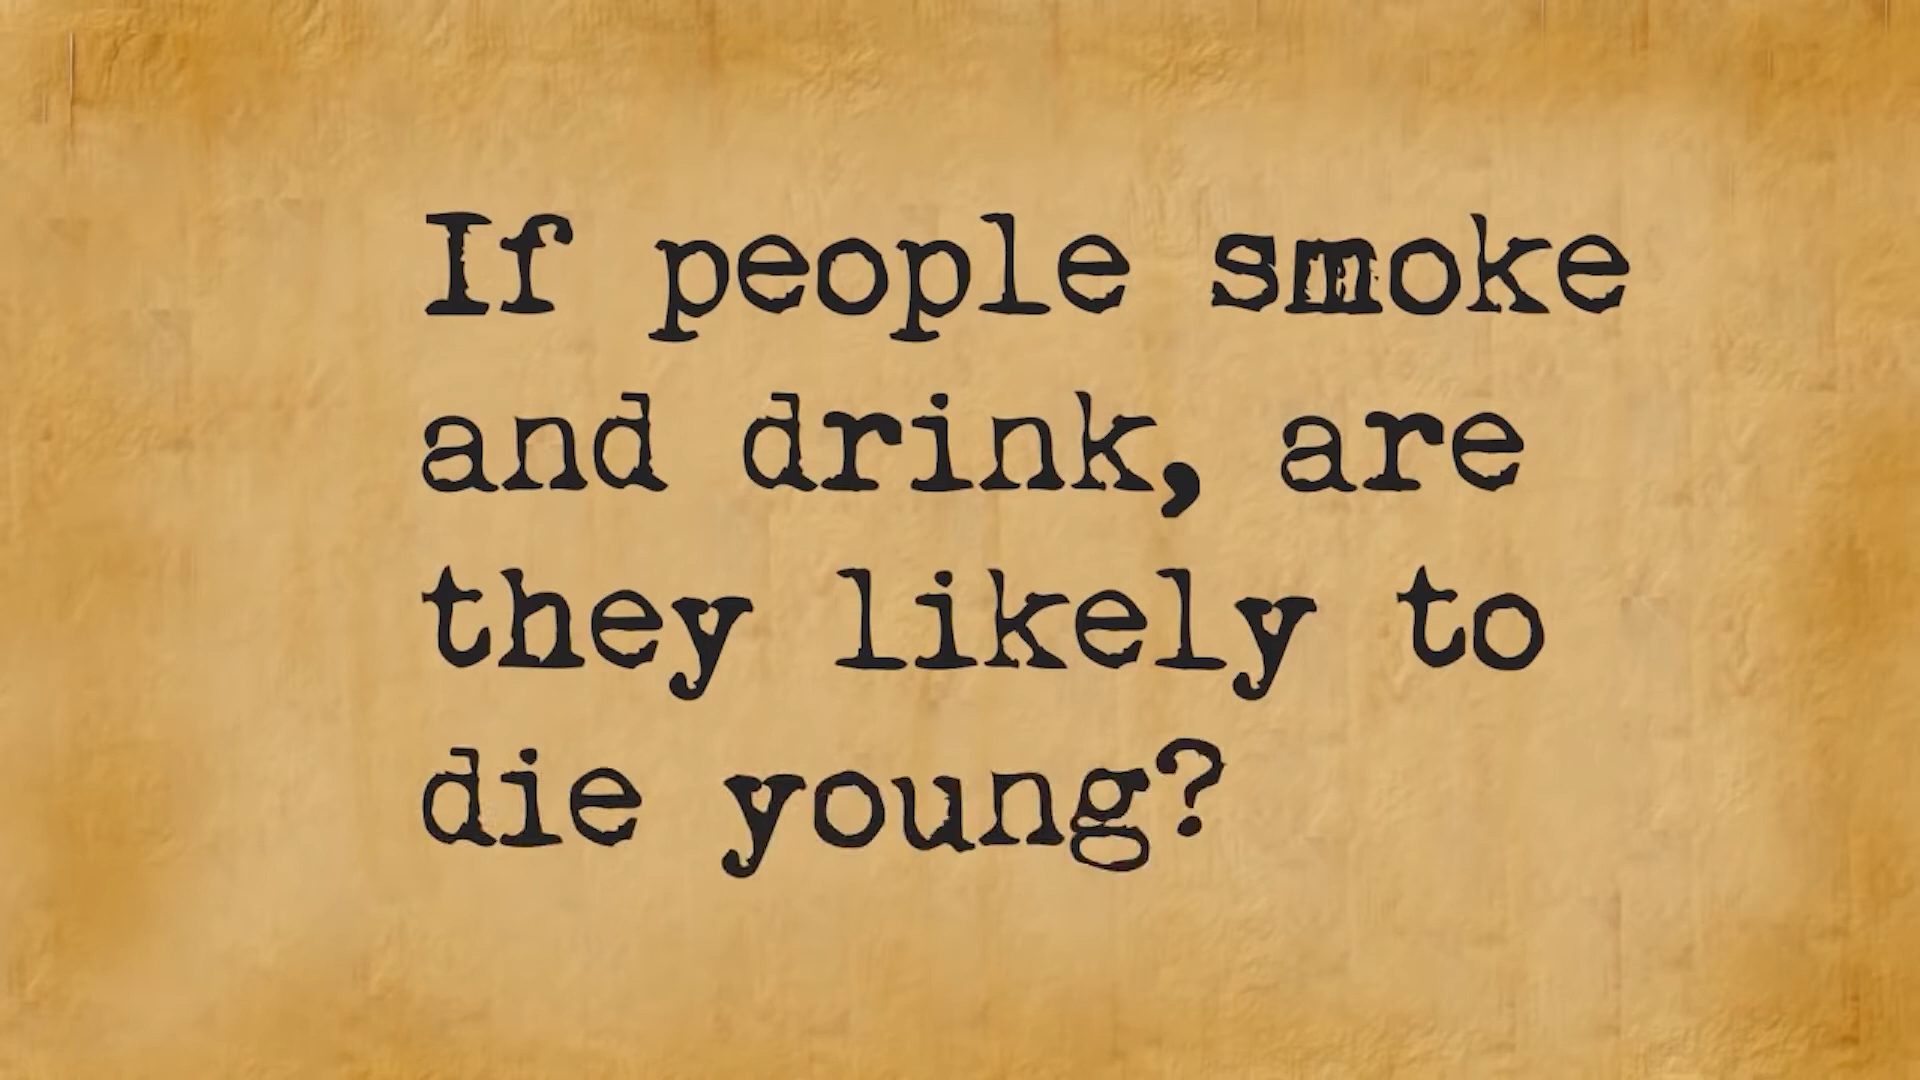 If people smoke
and drink, are
they likely to
die young?